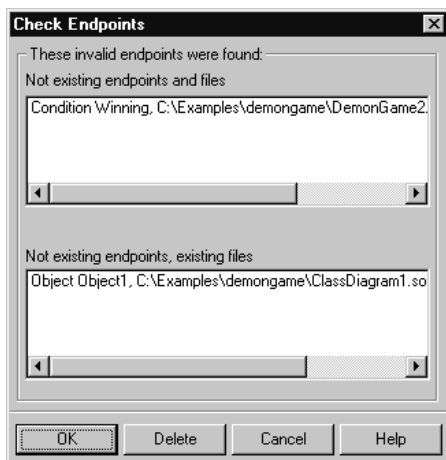 Check Endpoints
These invalid endpoints were found:
Not existing endpoints and files
Condition Winning, C:\Examples\demongame\DemonGame2.
Not existing endpoints, existing files
Object Object1, C:\Examples\demongame\ClassDiagram1.so
OK Delete Cancel Help